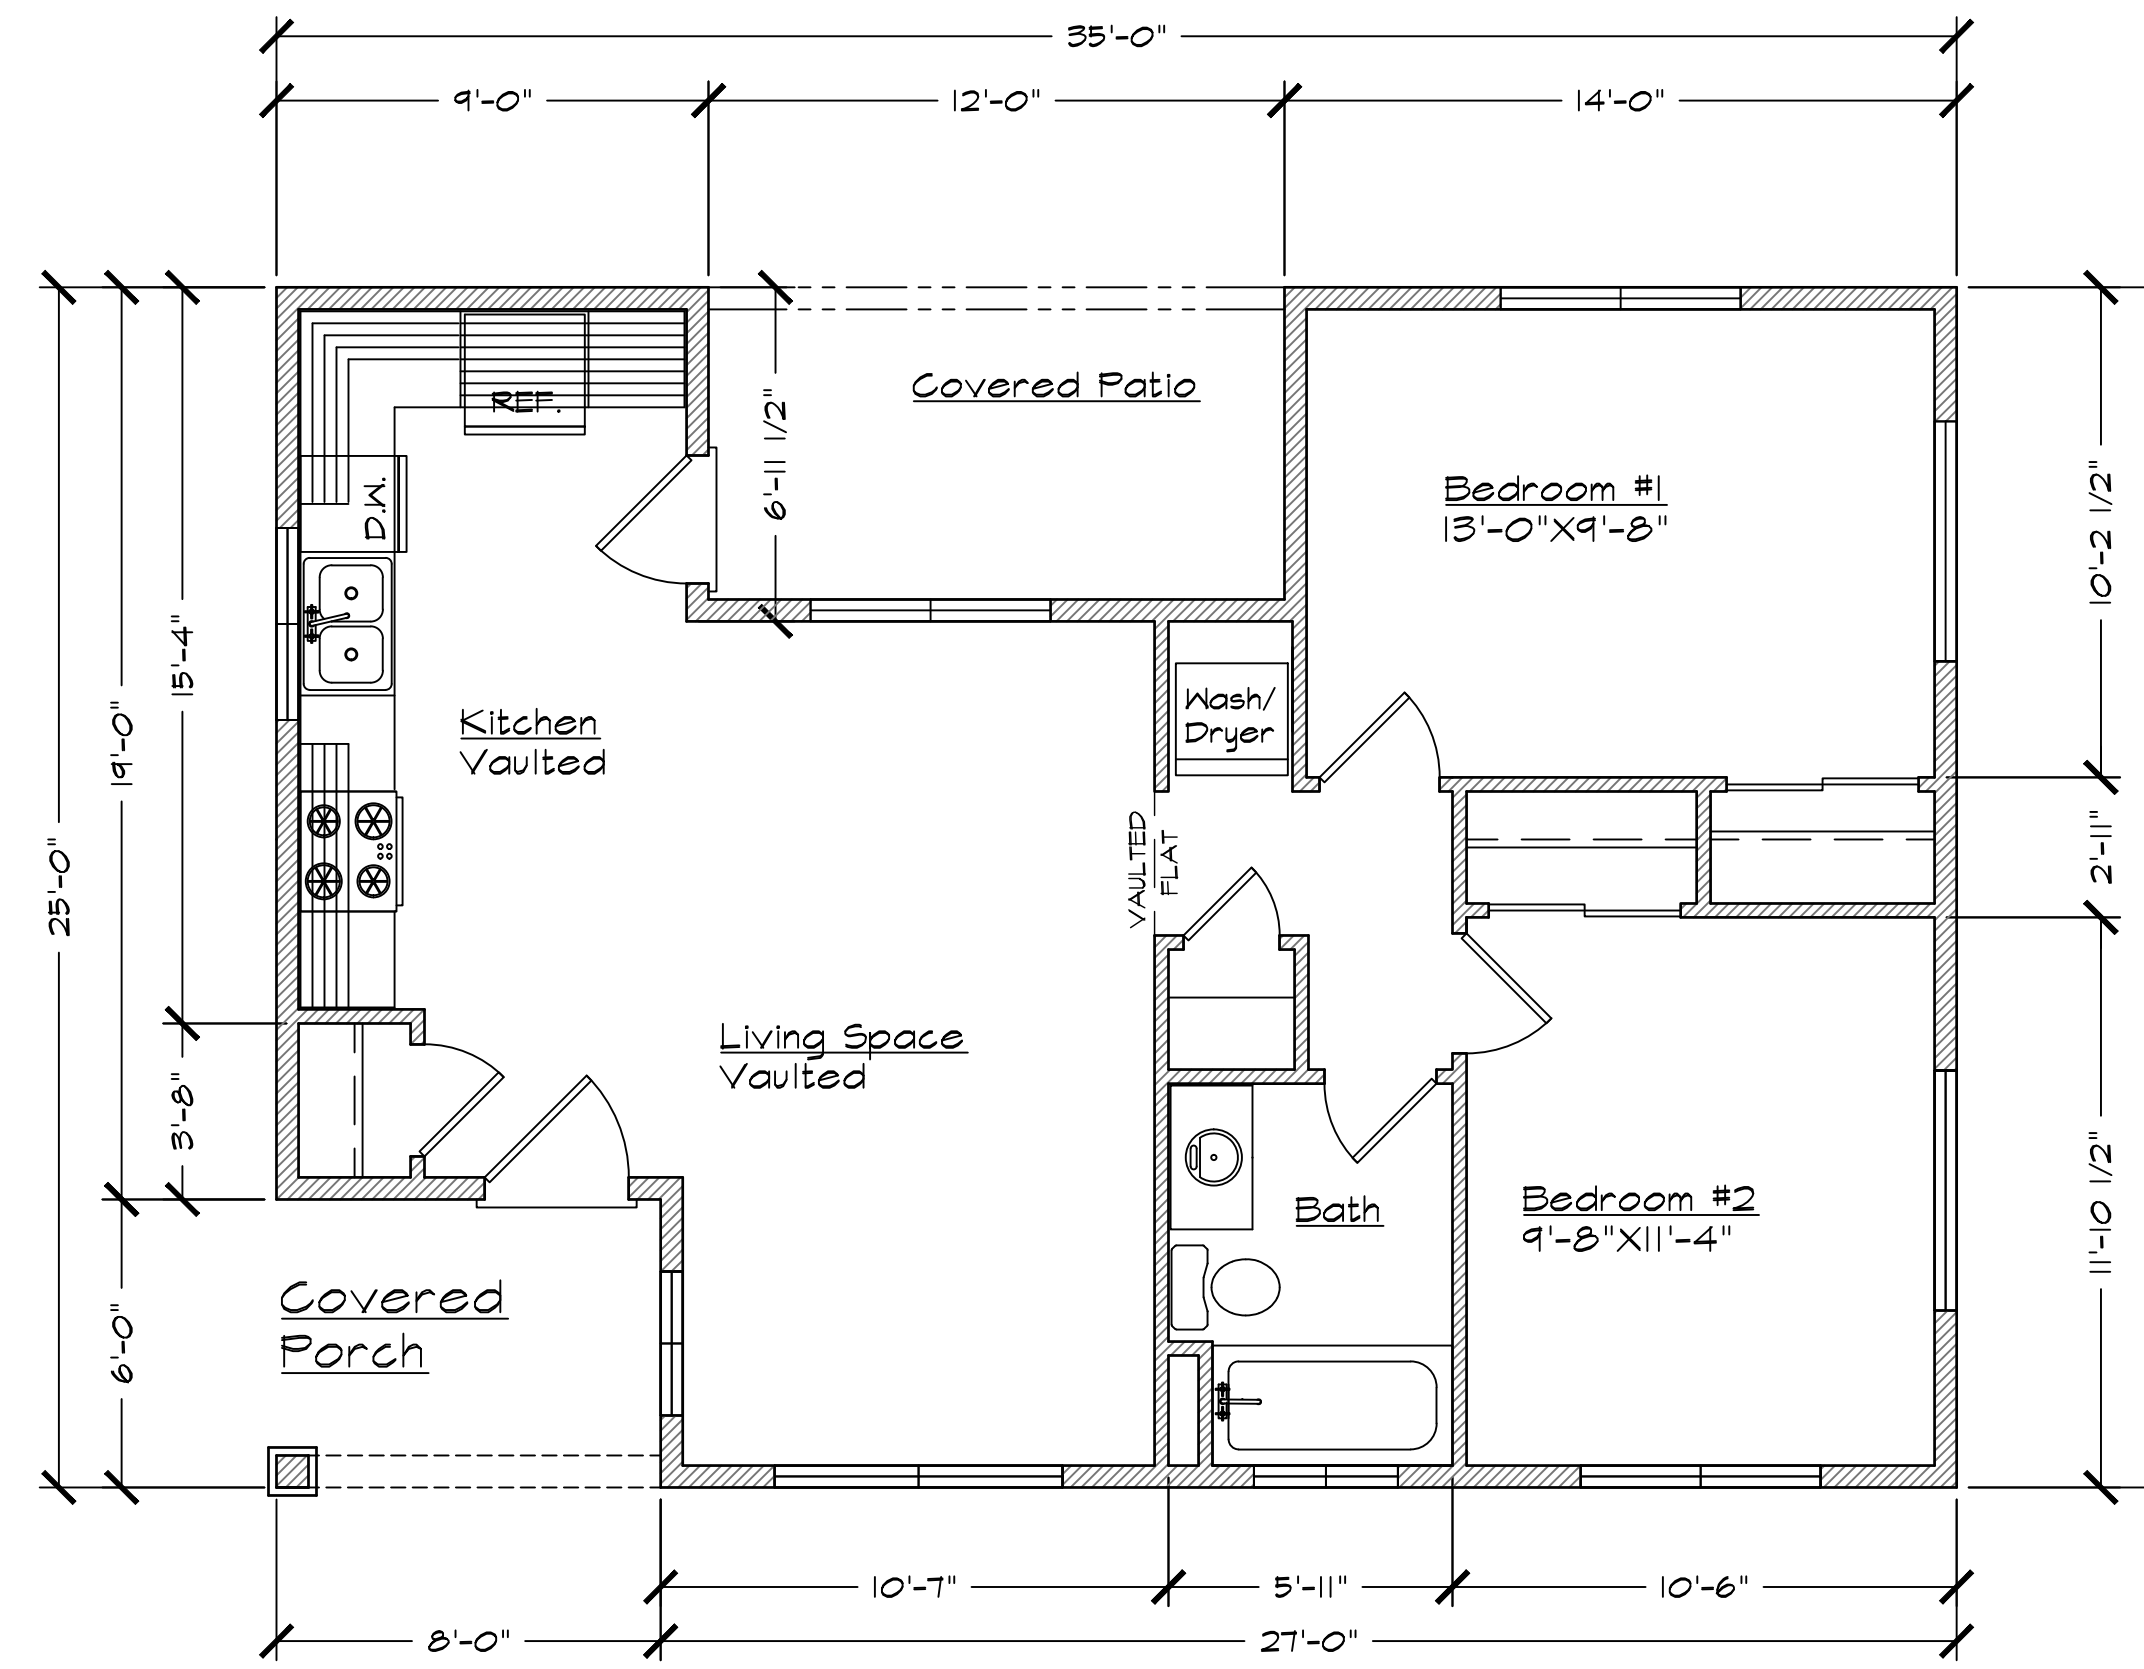 35'-0"
9'-0"
12'-0"
14'-0"
Covered Patio
6'-11 1/2"
REF.
D.W.
Bedroom #1
13'-0"X9'-8"
10'-2 1/2"
15'-4"
19'-0"
25'-0"
Kitchen
Vaulted
Wash/
Dryer
VAULTED
FLAT
2'-11"
Living Space
Vaulted
3'-8"
Bath
Bedroom #2
9'-8"X11'-4"
11'-10 1/2"
Covered
Porch
6'-0"
10'-7"
5'-11"
10'-6"
8'-0"
27'-0"